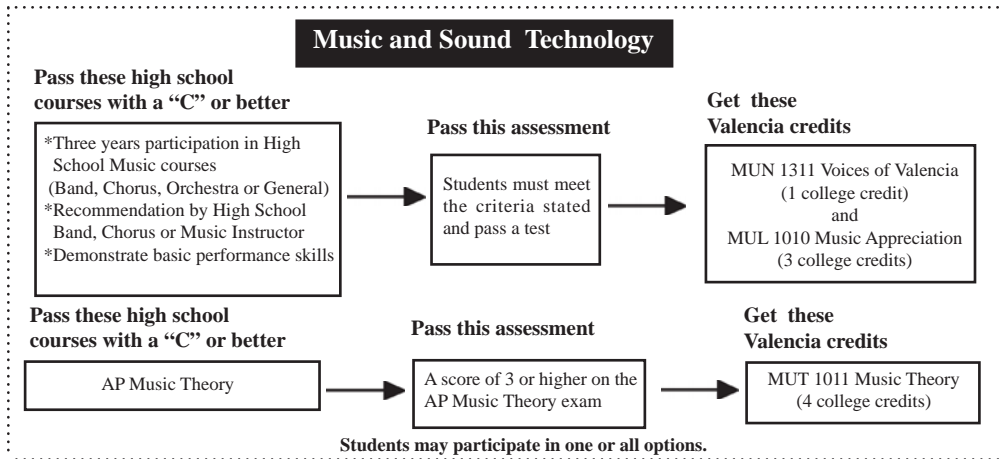 Music and Sound Technology
Pass these high school
courses with a “C” or better
*Three years participation in High
School Music courses
(Band, Chorus, Orchestra or General)
*Recommendation by High School
Band, Chorus or Music Instructor
*Demonstrate basic performance skills
Pass this assessment
Students must meet
the criteria stated
and pass a test
Get these
Valencia credits
MUN 1311 Voices of Valencia
(1 college credit)
and
MUL 1010 Music Appreciation
(3 college credits)
Pass these high school
courses with a “C” or better
AP Music Theory
Pass this assessment
A score of 3 or higher on the
AP Music Theory exam
Get these
Valencia credits
MUT 1011 Music Theory
(4 college credits)
Students may participate in one or all options.